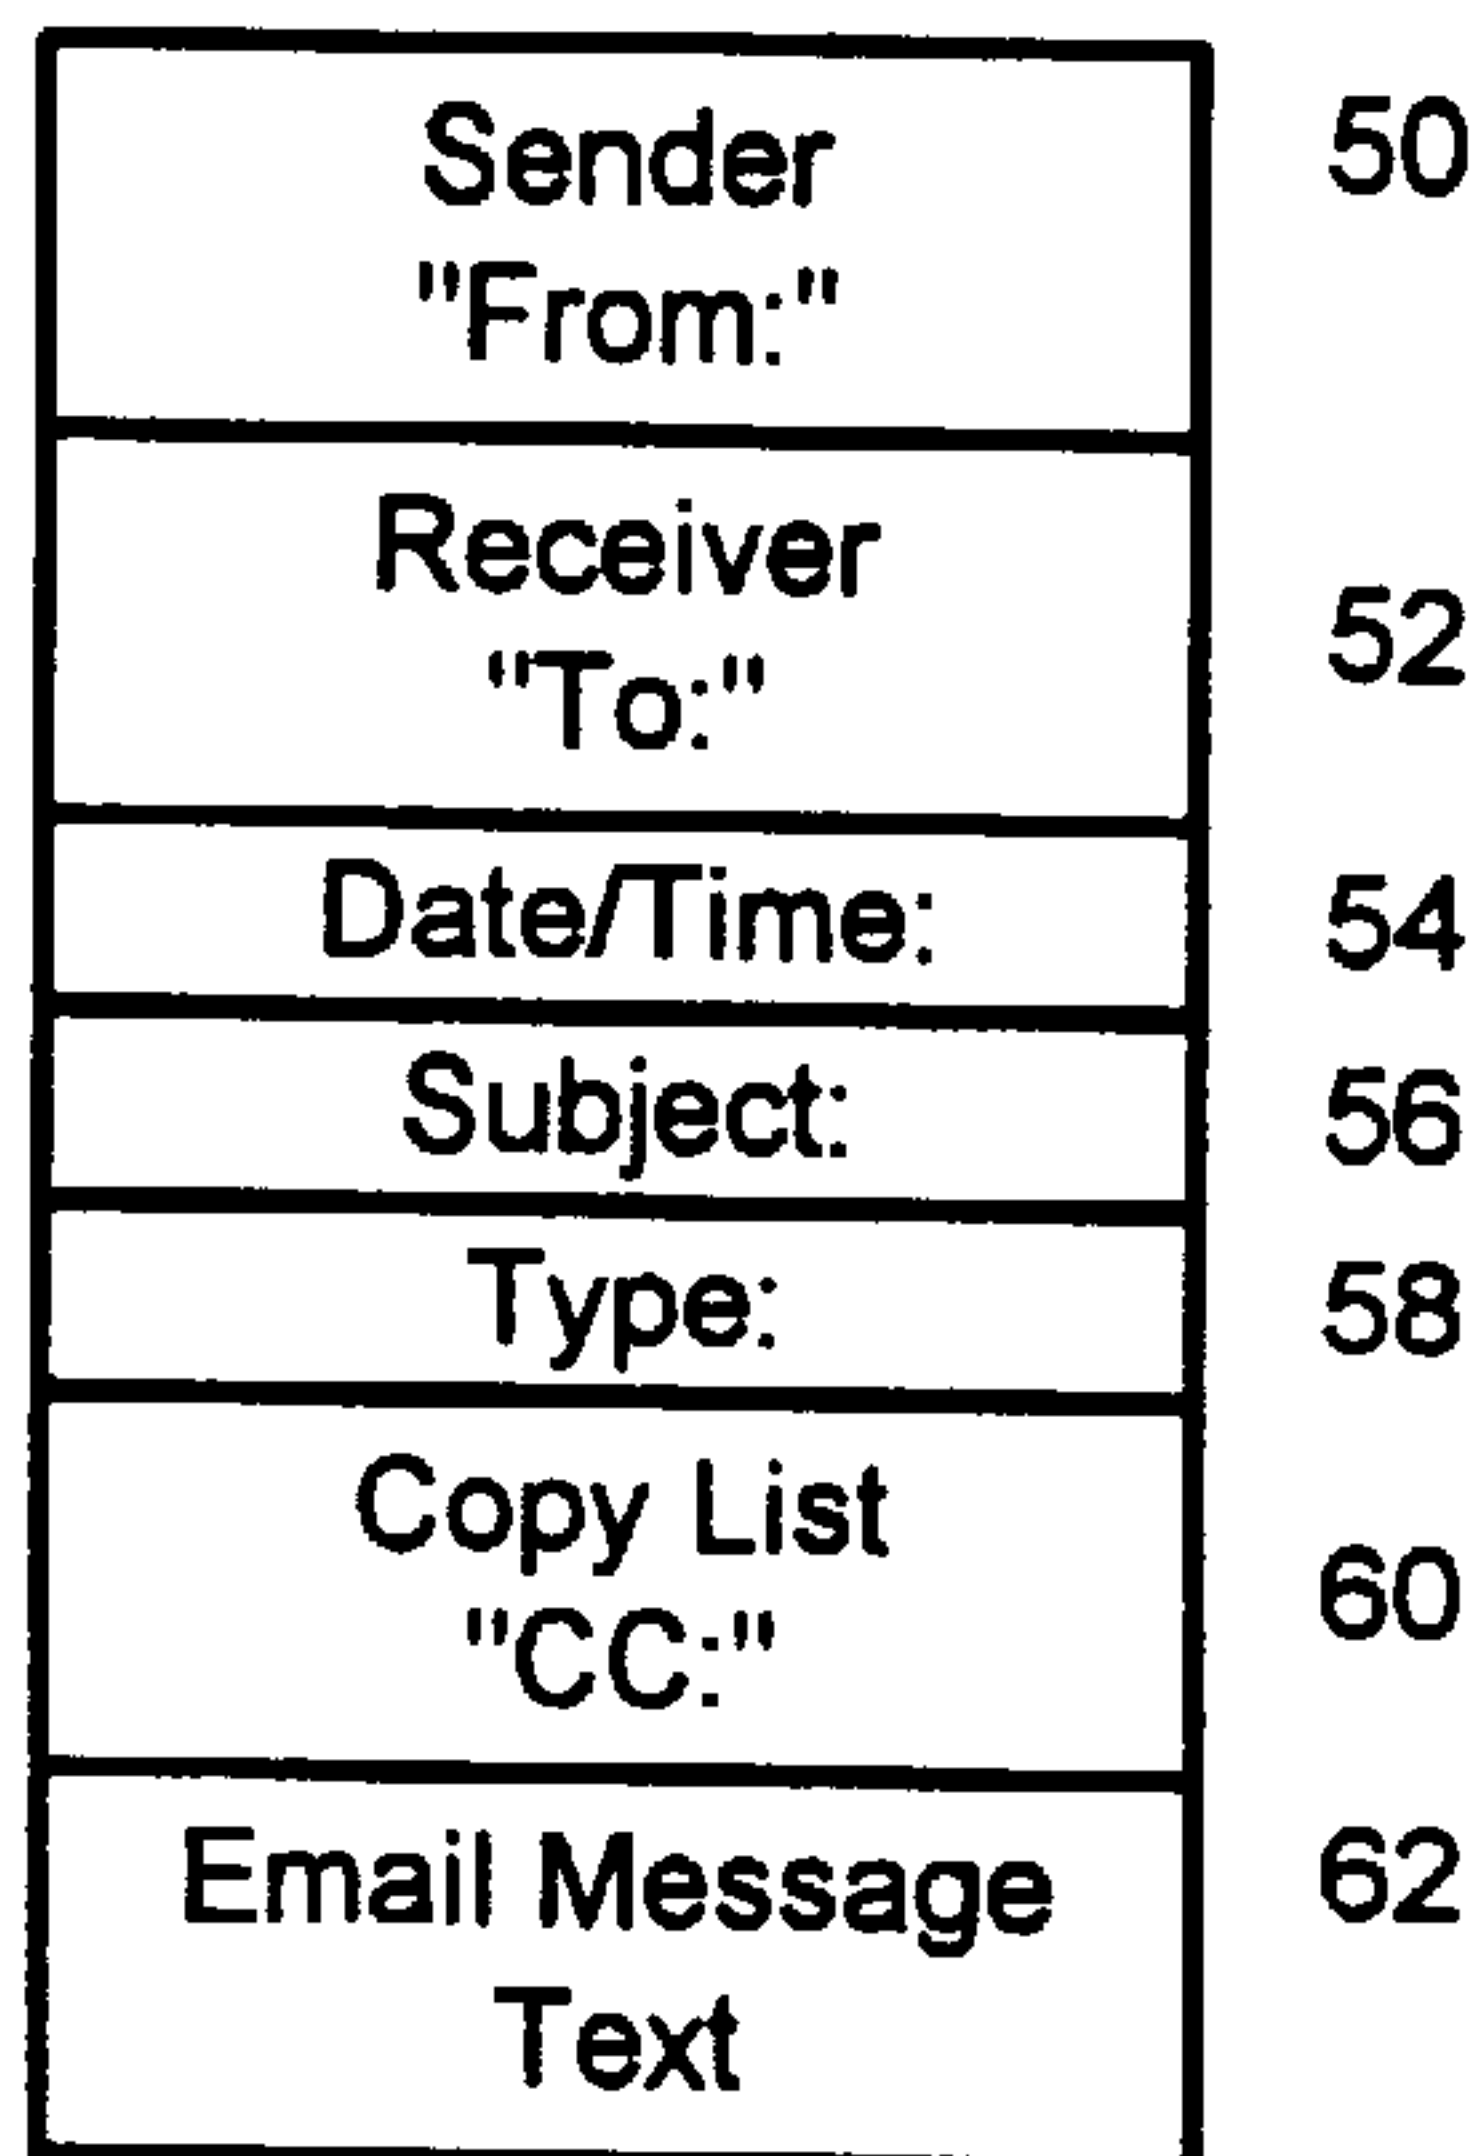 Sender 50
"From:"
Receiver
"To:" 52
Date/Time: 54
Subject: 56
Type: 58
Copy List
"CC:" 60
Email Message 62
Text